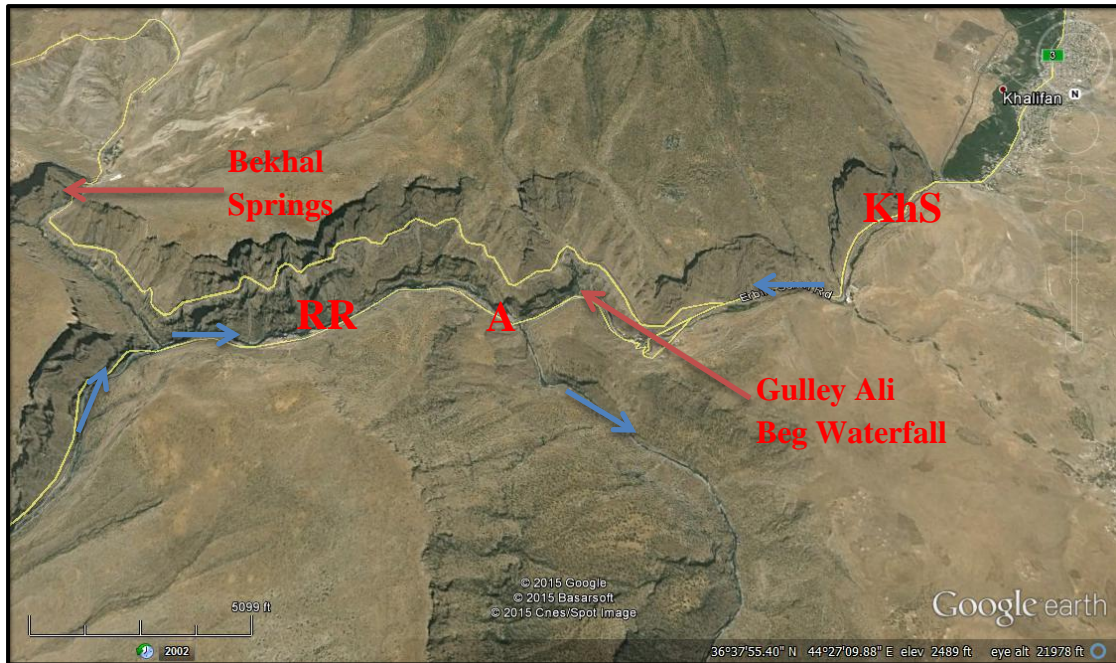 3
Khalifan
N
Bekhal
Springs
KhS
RR
A
Gulley Ali
Beg Waterfall
© 2015 Google
© 2015 Basarsoft
© 2015 Cnes/Spot Image
5099 ft
Google earth
2002
36°37'55.40" N 44°27'09.88" E elev 2489 ft eye alt 21978 ft